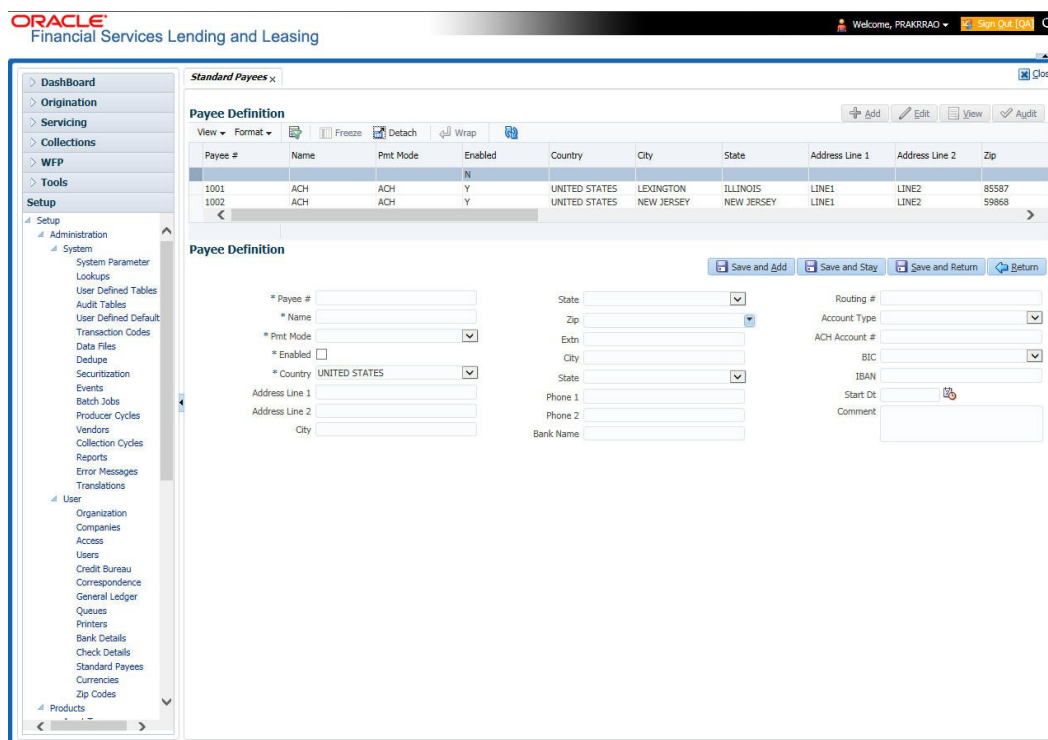 ORACLE®
Financial Services Lending and Leasing
Welcome, PRAKRRAO
Sign Out [QA]
DashBoard
Origination
Servicing
Collections
WFP
Tools
Setup
Setup
Administration
System
System Parameter
Lookups
User Defined Tables
Audit Tables
User Defined Default
Transaction Codes
Data Files
Dedupe
Securitization
Events
Batch Jobs
Producer Cycles
Vendors
Collection Cycles
Reports
Error Messages
Translations
User
Organization
Companies
Access
Users
Credit Bureau
Correspondence
General Ledger
Queues
Printers
Bank Details
Check Details
Standard Payees
Currencies
Zip Codes
Products
Standard Payees x
Clos
Payee Definition
Add Edit View Audit
View Format Freeze Detach Wrap
Payee # Name Pmt Mode Enabled Country City State Address Line 1 Address Line 2 Zip
N
1001 ACH ACH Y UNITED STATES LEXINGTON ILLINOIS LINE1 LINE2 85587
1002 ACH ACH Y UNITED STATES NEW JERSEY NEW JERSEY LINE1 LINE2 59868
Payee Definition
Save and Add Save and Stay Save and Return Return
* Payee #
* Name
* Pmt Mode
* Enabled
* Country UNITED STATES
Address Line 1
Address Line 2
City
State
Zip
Extn
City
State
Phone 1
Phone 2
Bank Name
Routing #
Account Type
ACH Account #
BIC
IBAN
Start Dt
Comment